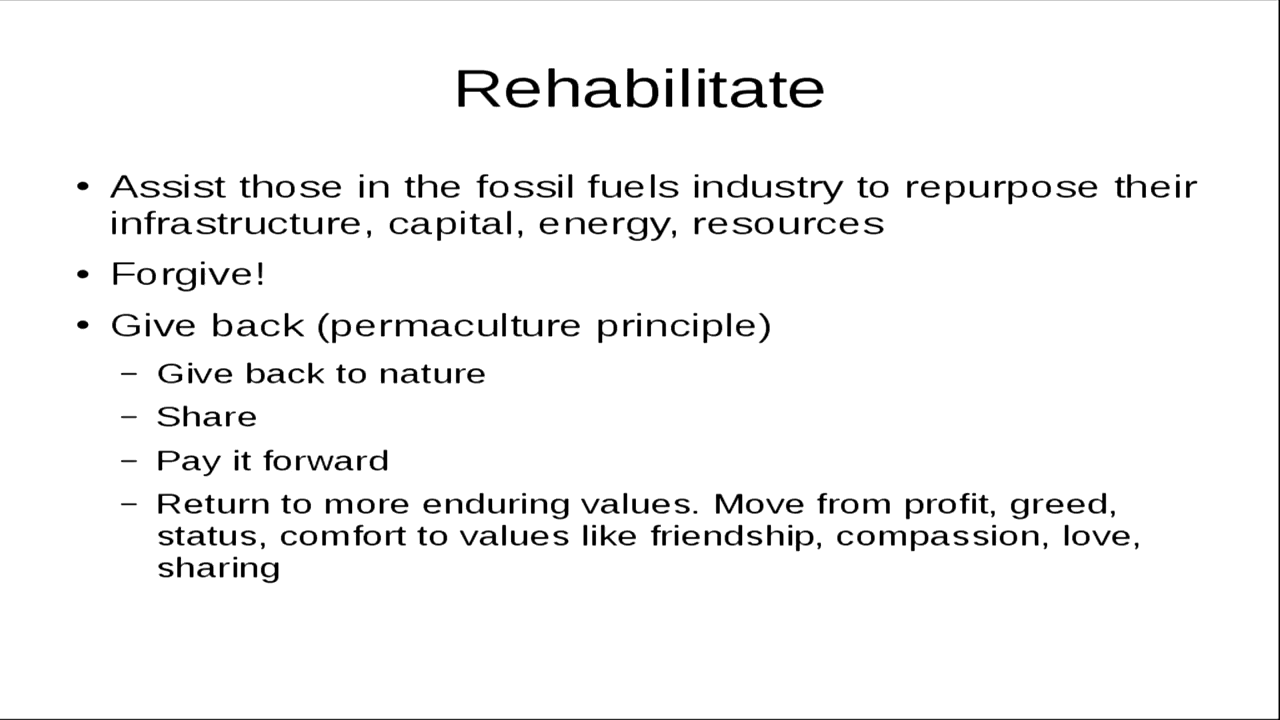 Rehabilitate
• Assist those in the fossil fuels industry to repurpose their
infrastructure, capital, energy, resources
• Forgive!
• Give back (permaculture principle)
– Give back to nature
– Share
– Pay it forward
– Return to more enduring values. Move from profit, greed,
status, comfort to values like friendship, compassion, love,
sharing